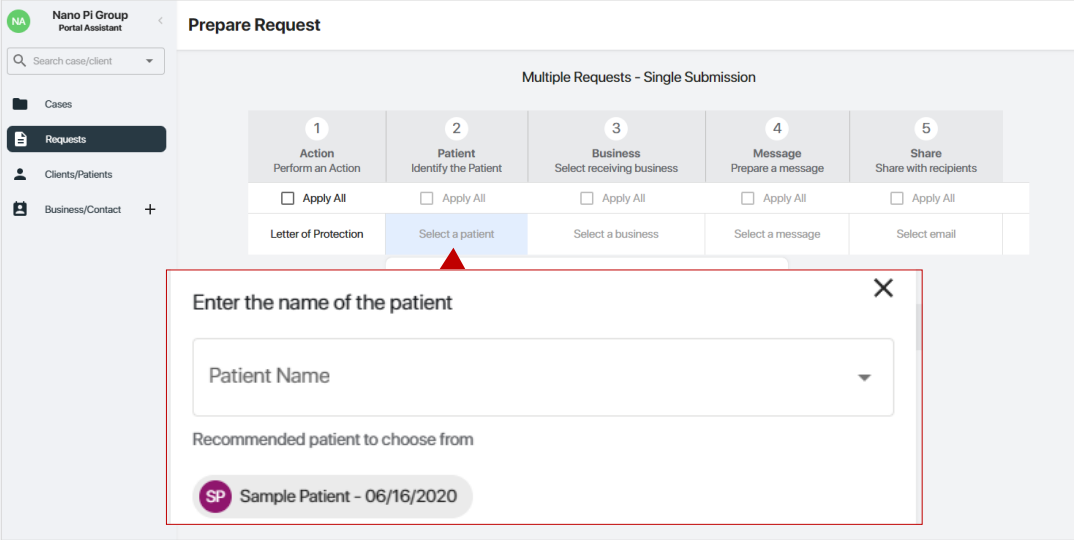 NA
Nano Pi Group
Portal Assistant
Prepare Request
Search case/client
Cases
Requests
Clients/Patients
Business/Contact
Multiple Requests - Single Submission
1 2 3 4 5
Action Patient Business Message Share
Perform an Action Identify the Patient Select receiving business Prepare a message Share with recipients
Apply All Apply All Apply All Apply All Apply All
Letter of Protection Select a patient Select a business Select a message Select email
Enter the name of the patient
Patient Name
Recommended patient to choose from
SP Sample Patient - 06/16/2020